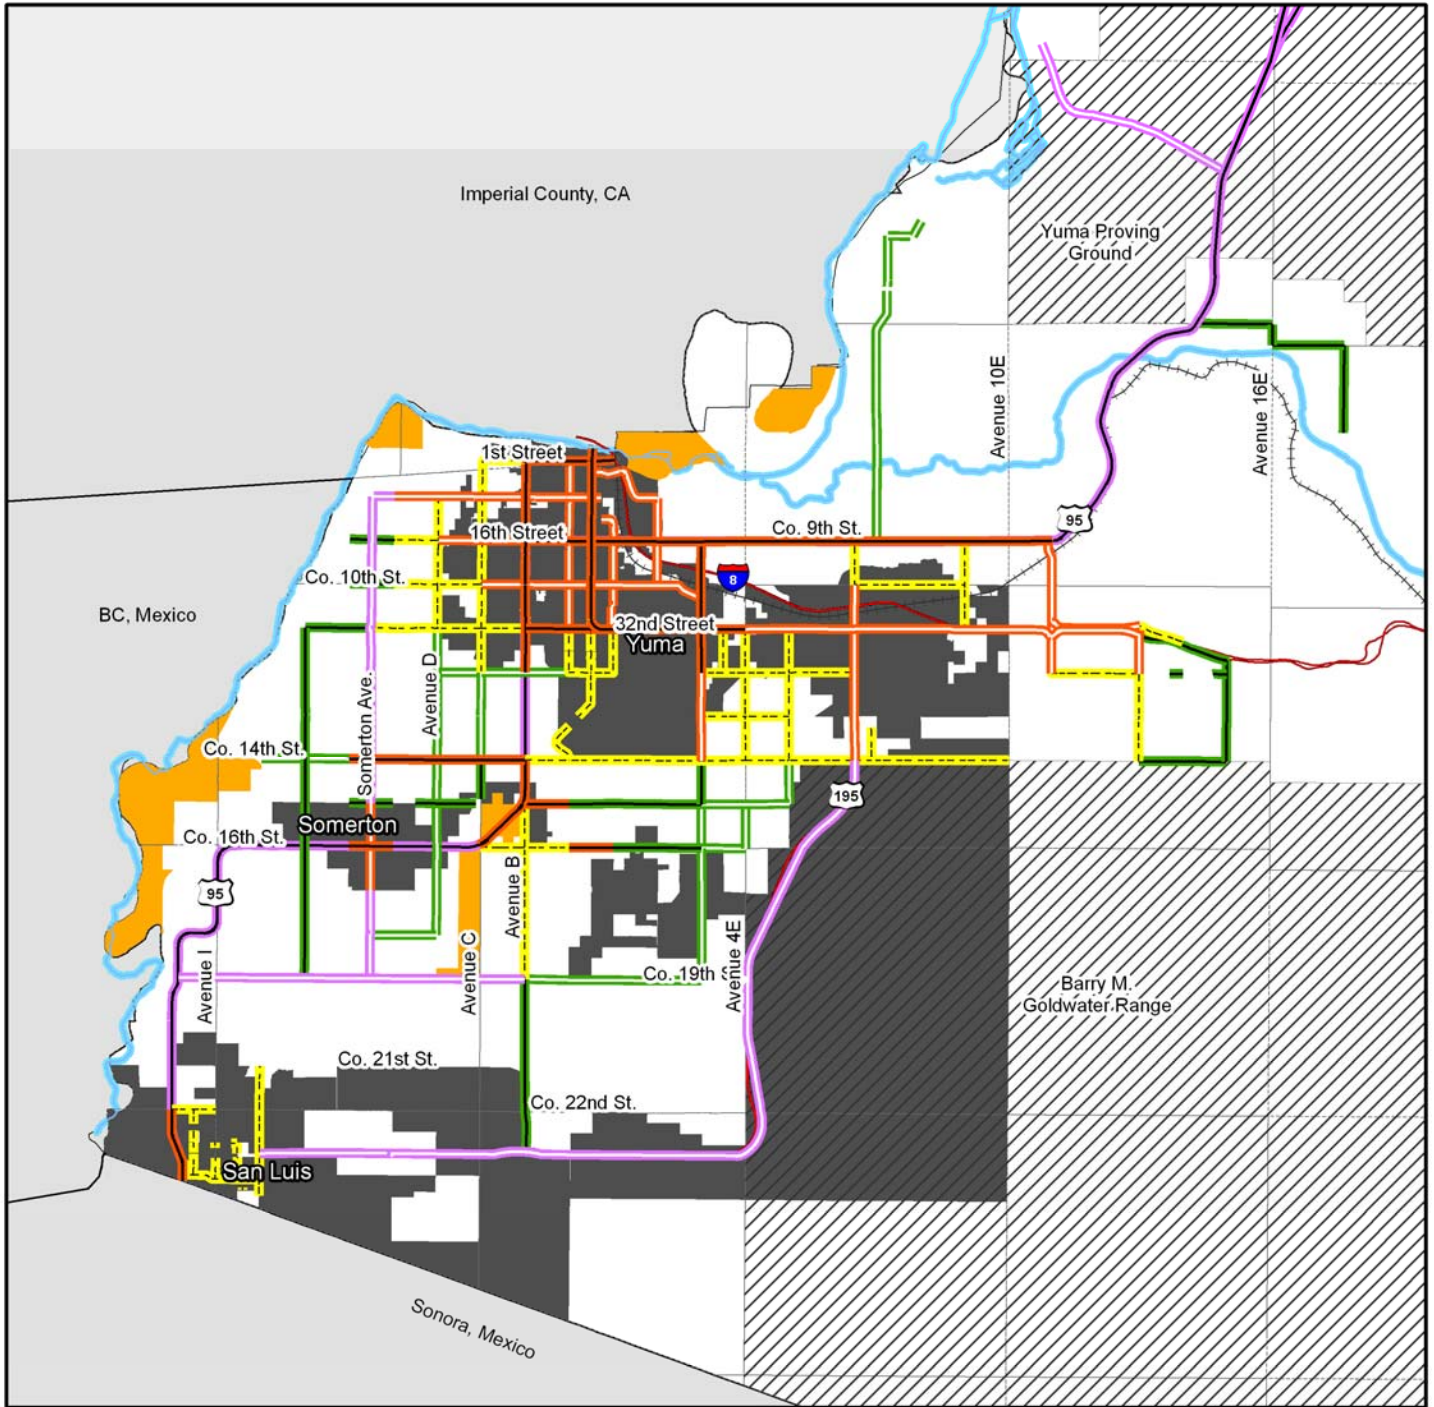 Imperial County, CA
Yuma Proving
Ground
Avenue 10E
Avenue 16E
1st Street
95
16th Street
Co. 9th St.
Co. 10th St.
8
BC, Mexico
32nd Street
Yuma
Avenue D
Somerton Ave.
Co. 14th St.
195
Somerton
Co. 16th St.
95
Avenue B
Avenue I
Avenue C
Avenue 4E
Co. 19th S
Barry M.
Goldwater Range
Co. 21st St.
Co. 22nd St.
San Luis
Sonora, Mexico